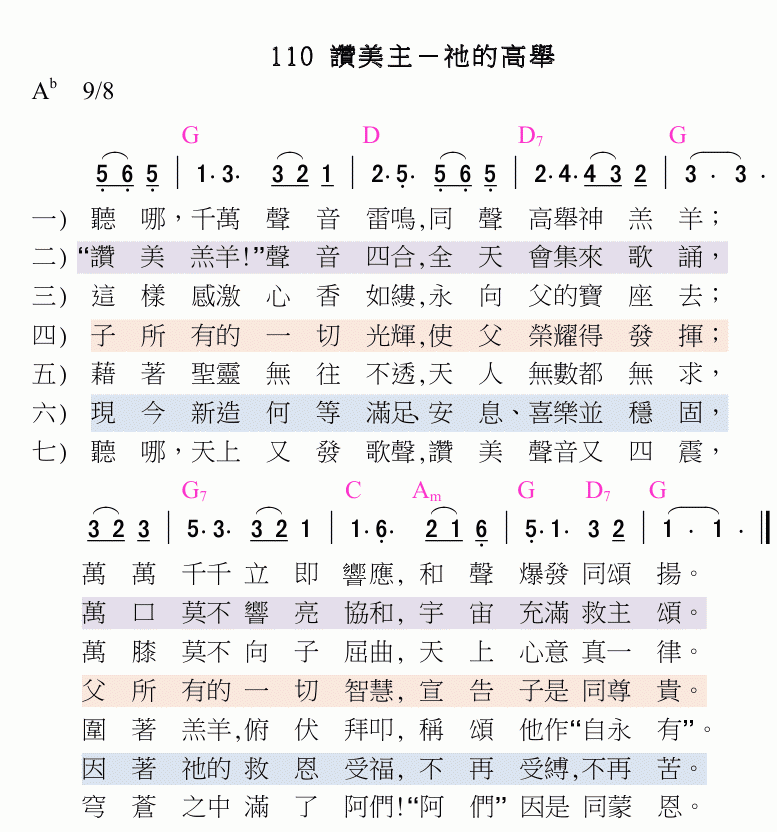 110 讚美主－祂的高舉
Ab 9/8
G D D7 G
5 6 5 | 1· 3· 3 2 1 | 2· 5· 5 6 5 | 2· 4· 4 3 2 | 3 · 3 ·
一) 聽哪，千萬聲音雷鳴,同聲高舉神羔羊；
二) “讚美羔羊!”聲音四合,全天會集來歌誦，
三) 這樣感激心香如縷,永向父的寶座去；
四) 子所有的一切光輝,使父榮耀得發揮；
五) 藉著聖靈無往不透,天人無數都無求，
六) 現今新造何等滿足、安息、喜樂並穩固，
七) 聽哪，天上又發歌聲,讚美聲音又四震，
G7 C Am G D7 G
3 2 3 | 5· 3· 3 2 1 | 1· 6· 2 1 6 | 5· 1· 3 2 | 1 · 1 · ‖
萬萬千千立即響應, 和聲爆發同頌揚。
萬口莫不響亮協和, 宇宙充滿救主頌。
萬膝莫不向子屈曲, 天上心意真一律。
父所有的一切智慧, 宣告子是同尊貴。
圍著羔羊,俯伏拜叩, 稱頌他作“自永有”。
因著祂的救恩受福, 不再受縛,不再苦。
穹蒼之中滿了阿們!“阿們”因是同蒙恩。